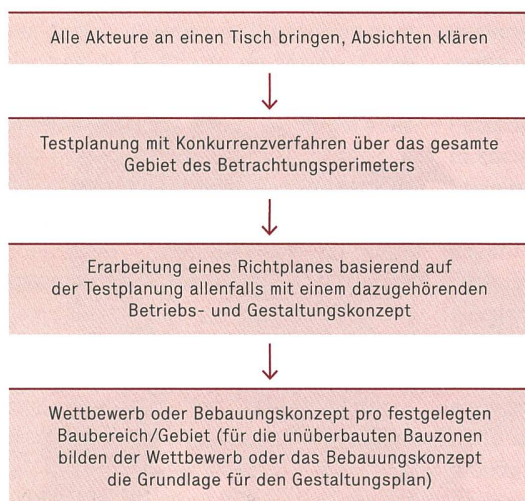 Alle Akteure an einen Tisch bringen, Absichten klären
Testplanung mit Konkurrenzverfahren über das gesamte
Gebiet des Betrachtungsperimeters
Erarbeitung eines Richtplanes basierend auf
der Testplanung allenfalls mit einem dazugehörenden
Betriebs- und Gestaltungskonzept
Wettbewerb oder Bebauungskonzept pro festgelegten
Baubereich/Gebiet (für die unüberbauten Bauzonen
bilden der Wettbewerb oder das Bebauungskonzept
die Grundlage für den Gestaltungsplan)